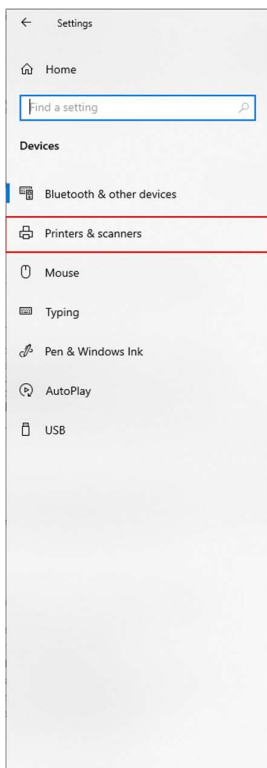 Settings
Home
Find a setting
Devices
Bluetooth & other devices
Printers & scanners
Mouse
Typing
Pen & Windows Ink
AutoPlay
USB